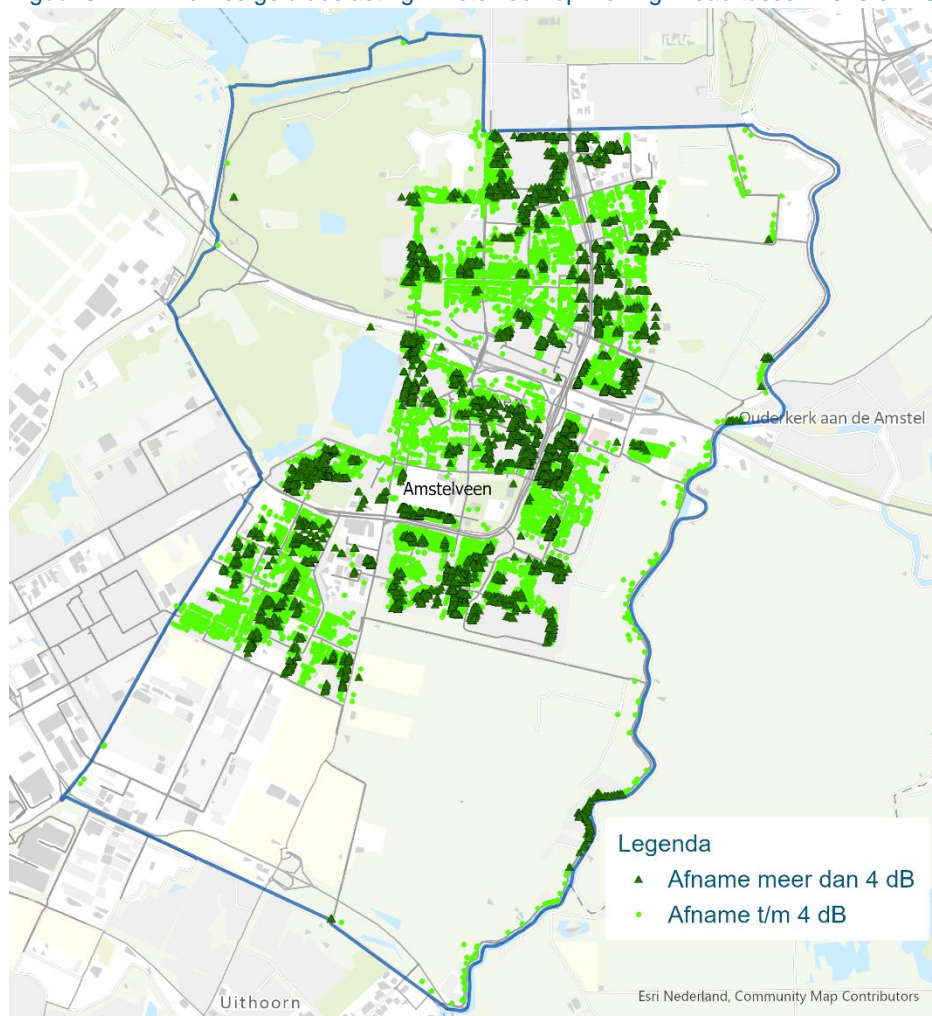 Ouderkerk aan de Amstel
Amstelveen
Legenda
Afname meer dan 4 dB
Afname t/m 4 dB
Uithoorn
Esri Nederland, Community Map Contributors